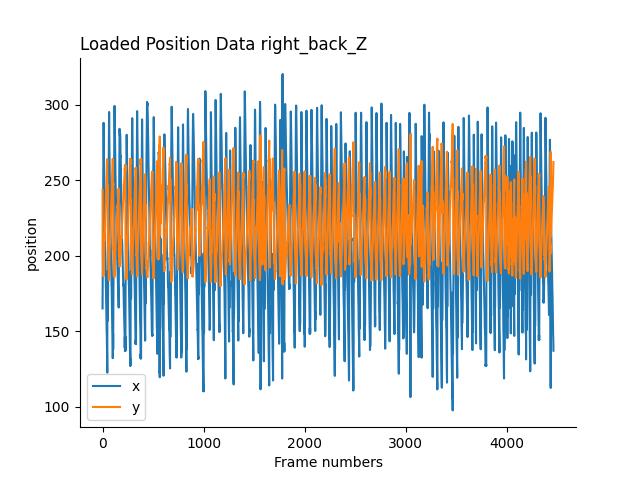 Loaded Position Data right_back_Z
300
250
200
150
100
position
x
y
0 1000 2000 3000 4000
Frame numbers